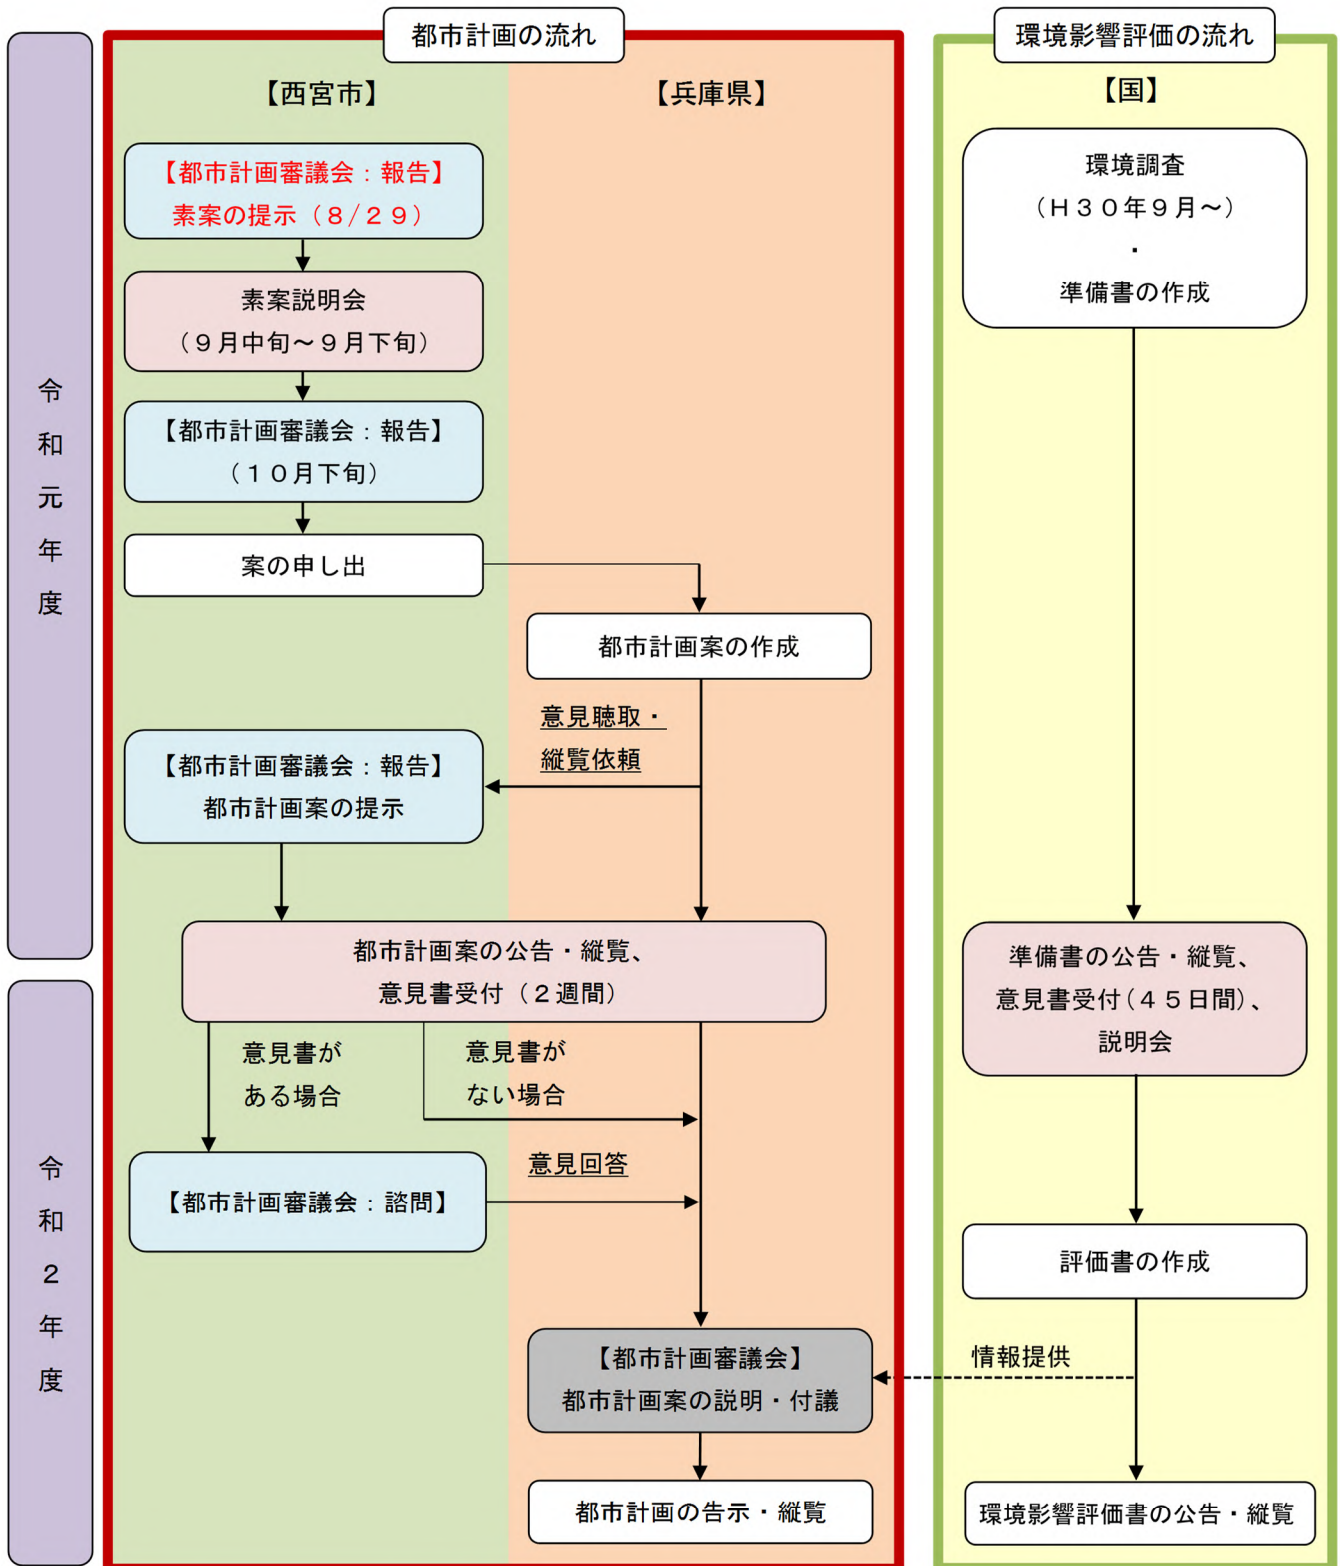 都市計画の流れ
環境影響評価の流れ
【西宮市】
【兵庫県】
【国】
令和元年度
令和２年度
【都市計画審議会：報告】
素案の提示（８/２９）
素案説明会
（９月中旬～９月下旬）
【都市計画審議会：報告】
（１０月下旬）
案の申し出
都市計画案の作成
意見聴取・
縦覧依頼
【都市計画審議会：報告】
都市計画案の提示
都市計画案の公告・縦覧、
意見書受付（２週間）
意見書が
ある場合
意見書が
ない場合
【都市計画審議会：諮問】
意見回答
【都市計画審議会】
都市計画案の説明・付議
都市計画の告示・縦覧
環境調査
（Ｈ３０年９月～）
・
準備書の作成
準備書の公告・縦覧、
意見書受付（４５日間）、
説明会
評価書の作成
情報提供
環境影響評価書の公告・縦覧